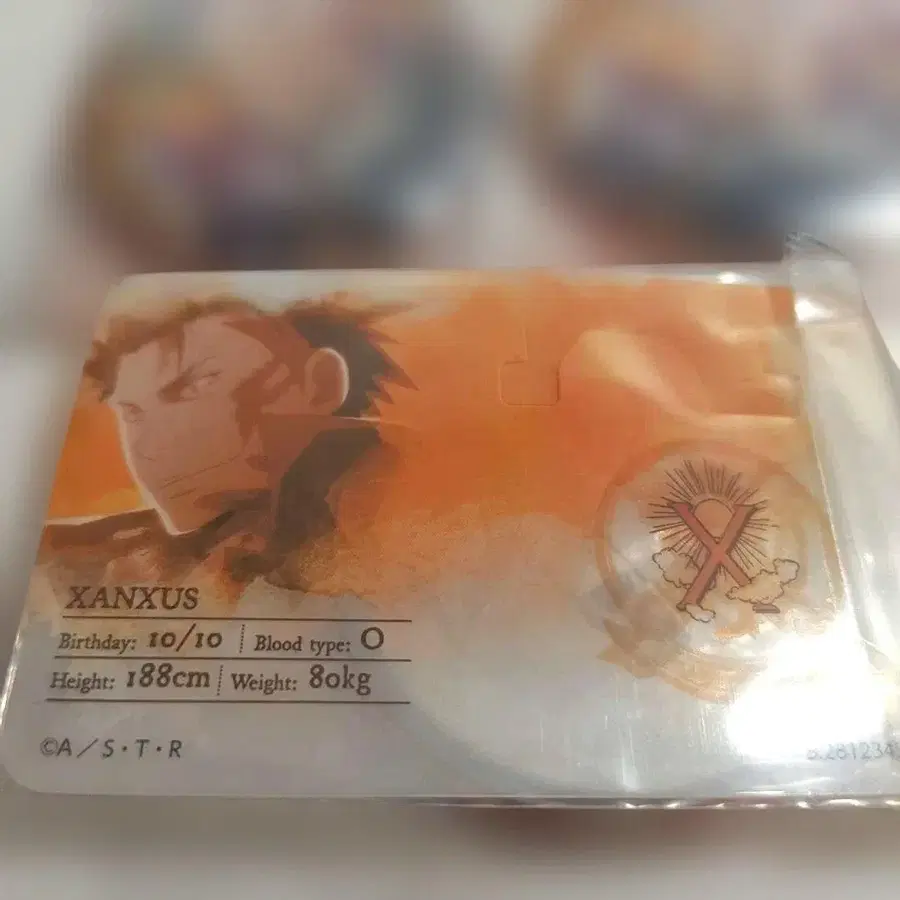 XANXUS
Birthday: 10/10 Blood type: O
Height: 188cm Weight: 80kg
©A／S・T・R